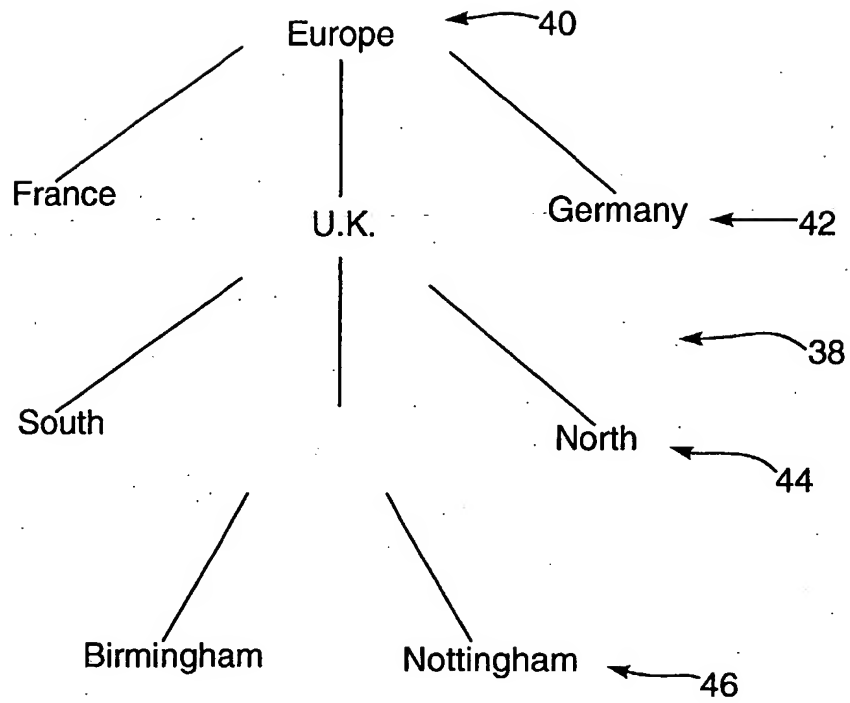 Europe
40
France
U.K.
Germany
42
38
South
North
44
Birmingham
Nottingham
46